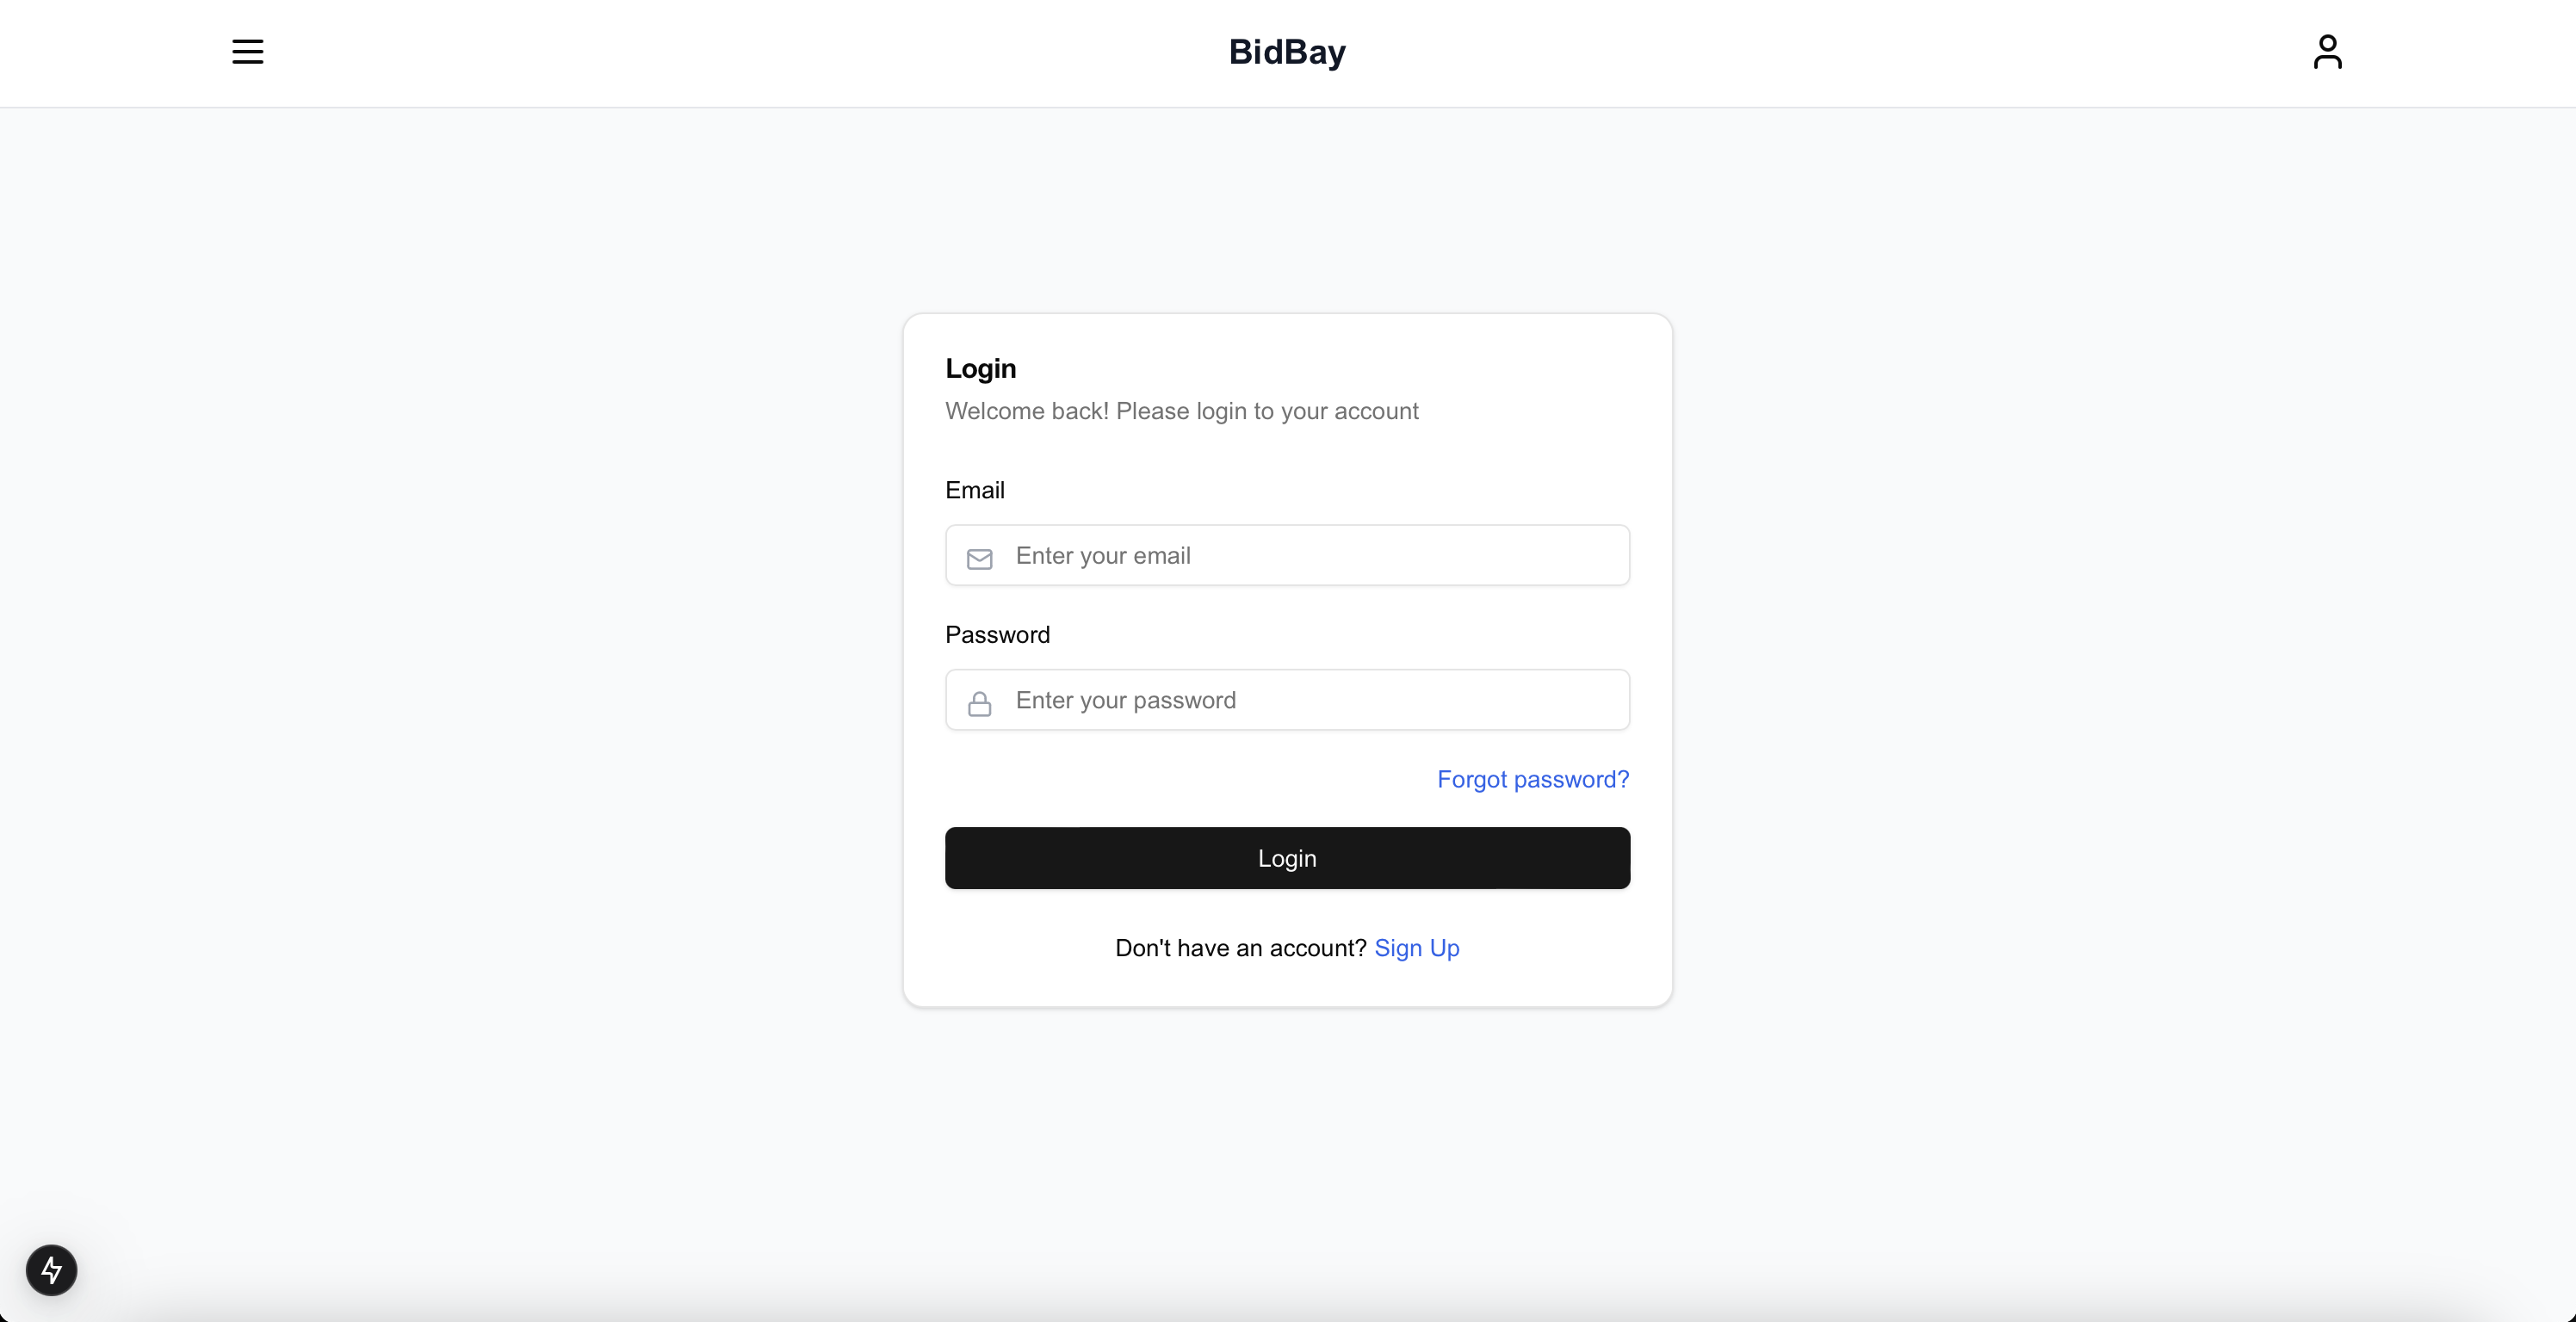 BidBay
Login
Welcome back! Please login to your account
Email
Enter your email
Password
Enter your password
Forgot password?
Login
Don't have an account? Sign Up